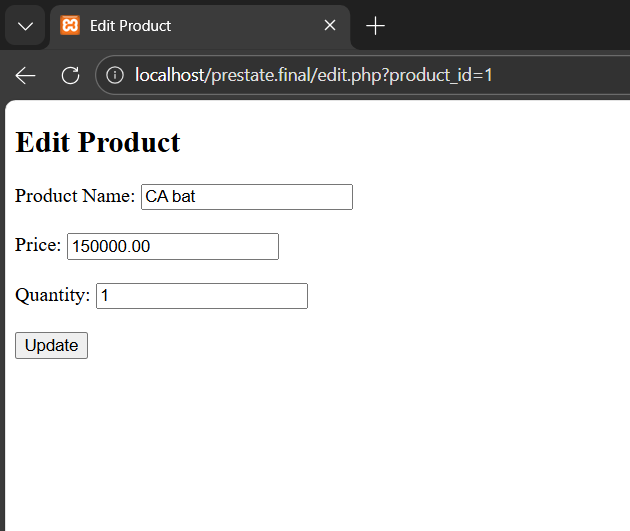 Edit Product
localhost/prestate.final/edit.php?product_id=1
Edit Product
Product Name: CA bat
Price: 150000.00
Quantity: 1
Update